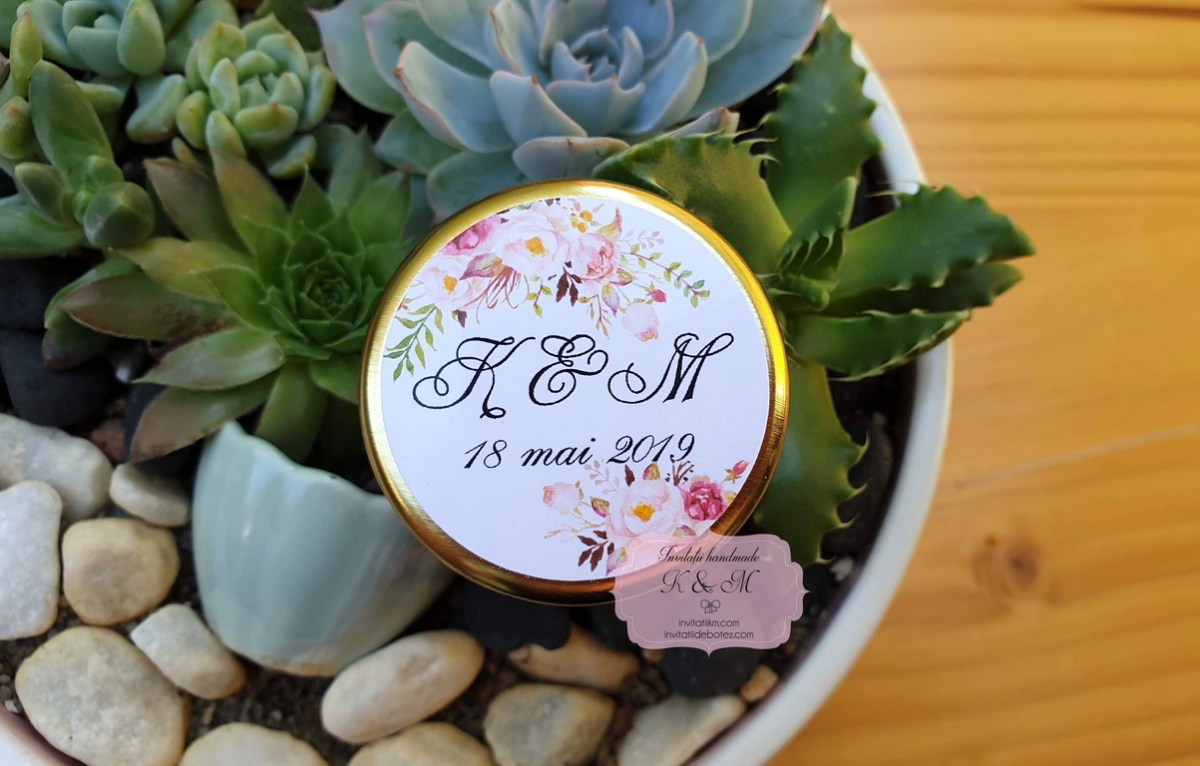 K & M
18 mai 2019
Invitatii handmade
K & M
invitatiikm.com
invitatiidebotez.com